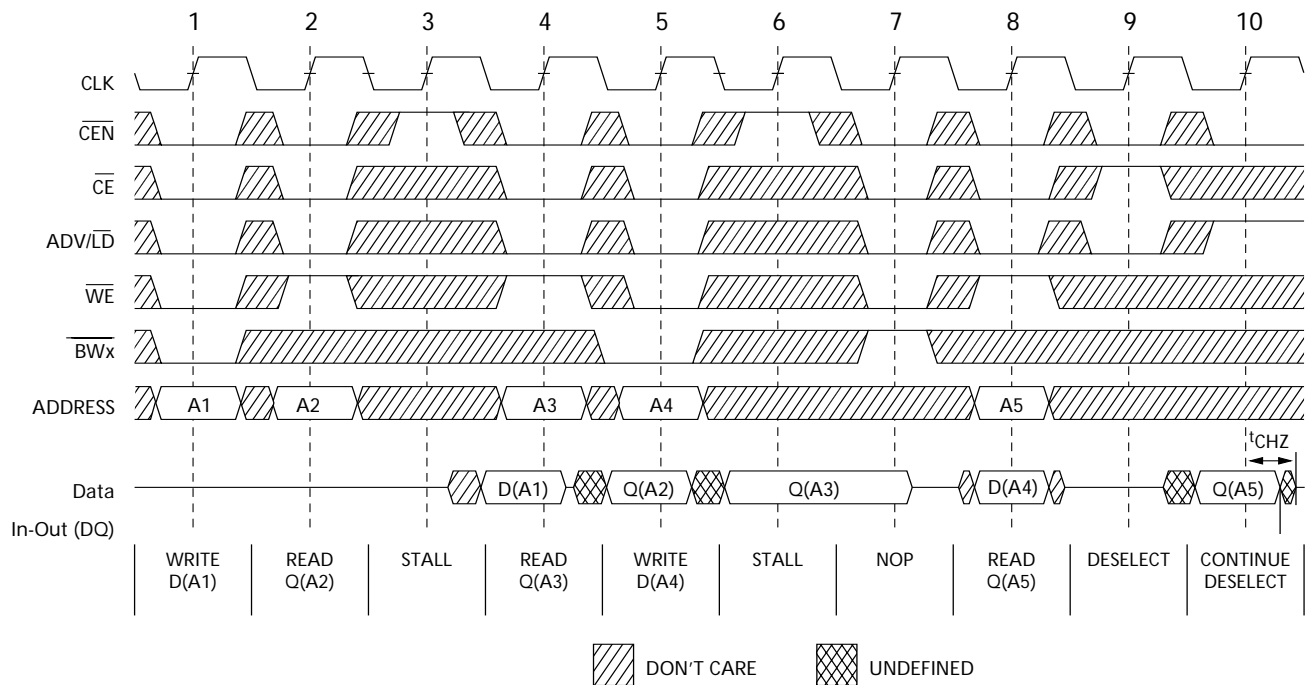 1 2 3 4 5 6 7 8 9 10
CLK
CEN
CE
ADV/LD
WE
BWx
ADDRESS A1 A2 A3 A4 A5
tCHZ
Data D(A1) Q(A2) Q(A3) D(A4) Q(A5)
In-Out (DQ)
WRITE READ STALL READ WRITE STALL NOP READ DESELECT CONTINUE
D(A1) Q(A2) Q(A3) D(A4) Q(A5) DESELECT
DON'T CARE UNDEFINED